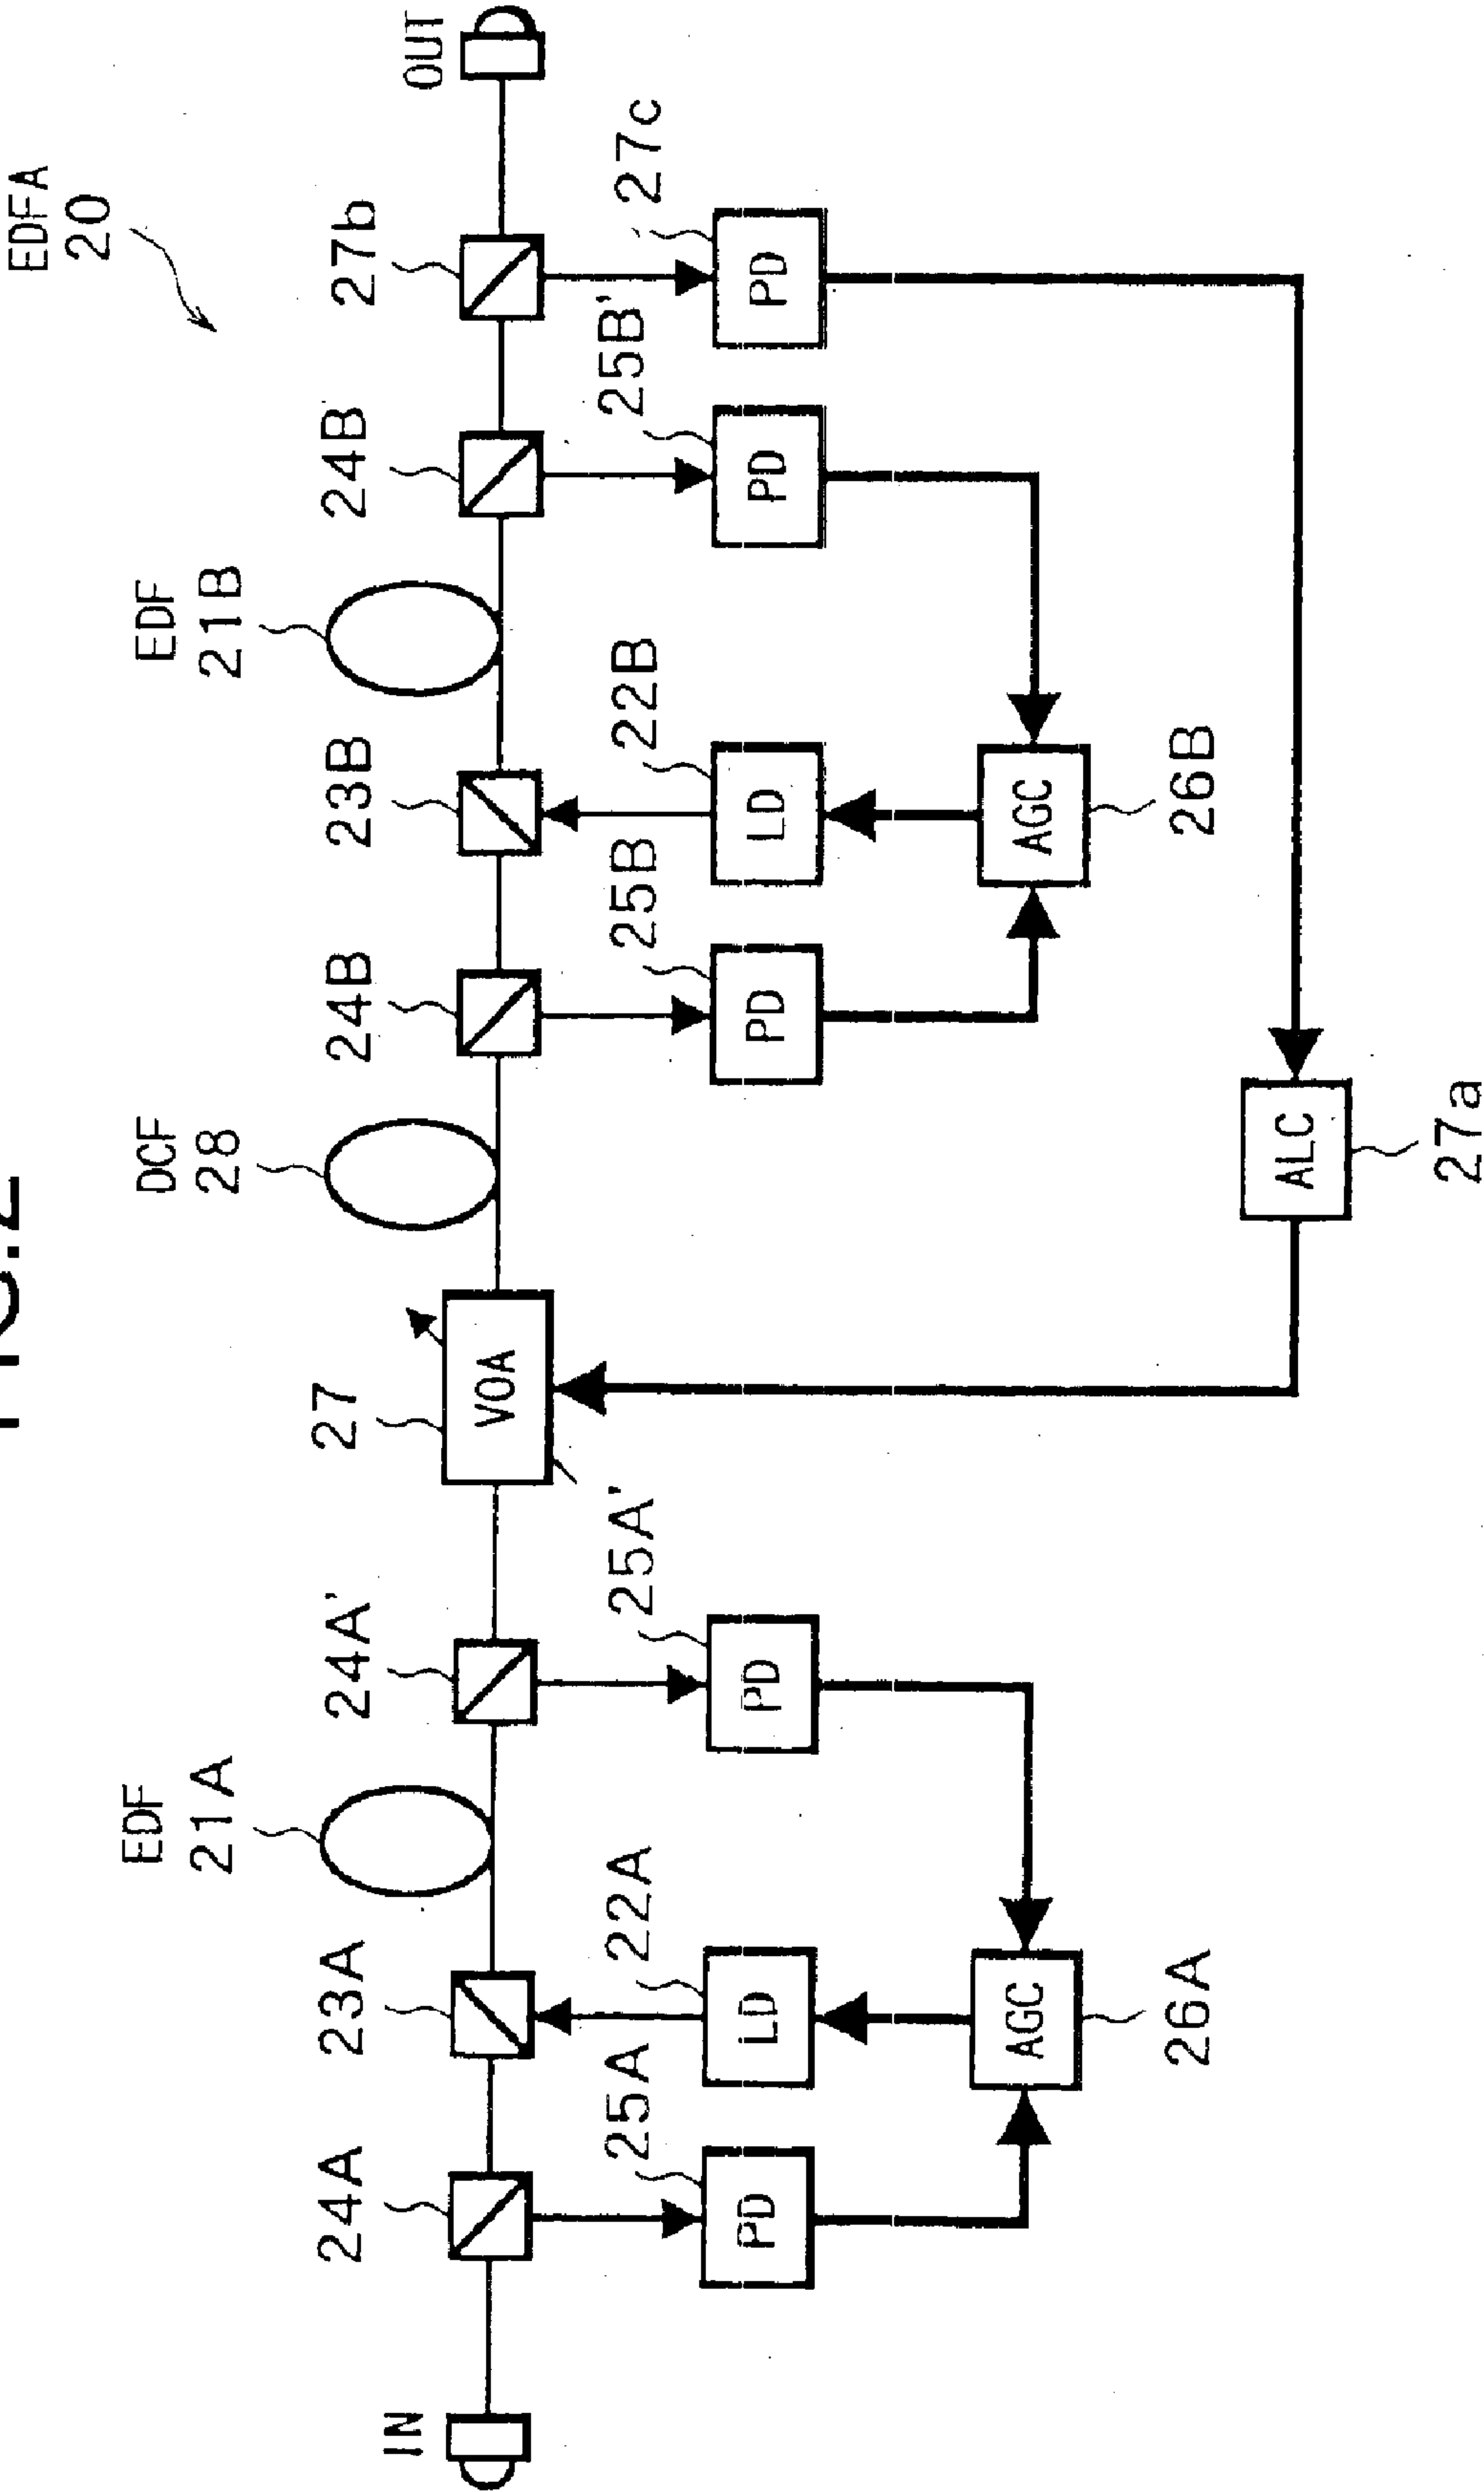 FIG.2
EDFA
20
IN
24A
23A
EDF
21A
24A'
27
VOA
DCF
28
24B
23B
EDF
21B
24B
27b
OUT
25A
PD
22A
LD
25A'
PD
25B
PD
22B
LD
25B'
PD
27c
PD
AGC
26A
AGC
26B
ALC
27a